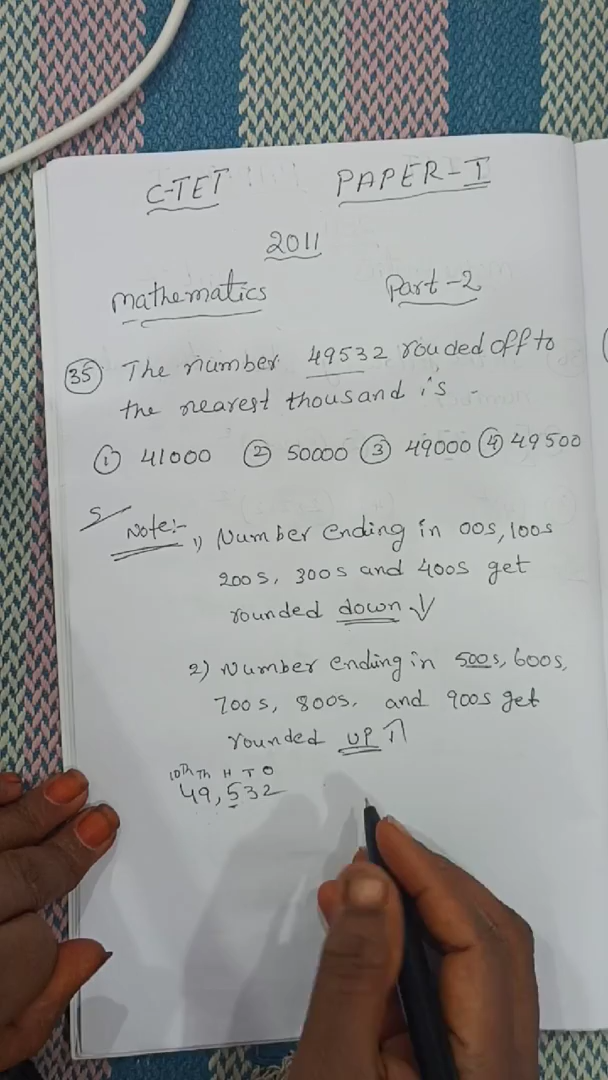 C-TET PAPER-I
2011
Mathematics Part-2
35 The number 49532 rouded off to
the nearest thousand is -
1 41000 2 50000 3 49000 4 49500
S
Note:- 1) Number ending in 00s, 100s
200s, 300s and 400s get
rounded down ↓
2) Number ending in 500s, 600s,
700s, 800s, and 900s get
rounded UP ↑
10th Th H T O
49,532